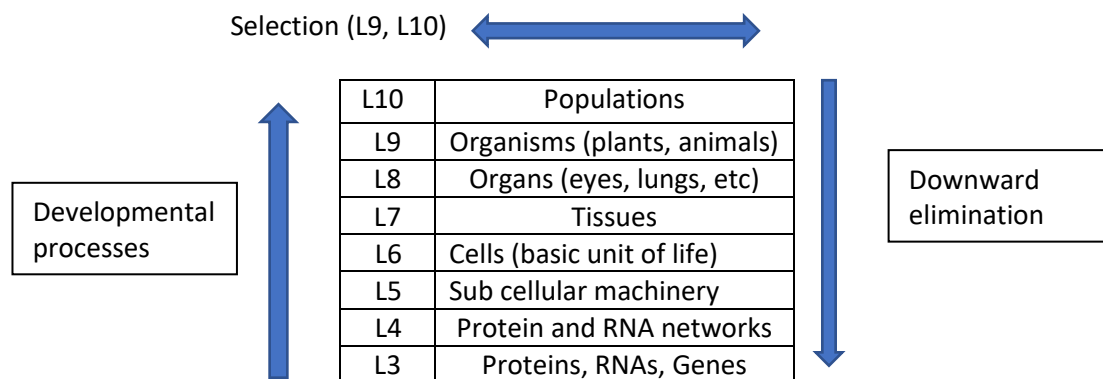 Selection (L9, L10)
L10 Populations
L9 Organisms (plants, animals)
L8 Organs (eyes, lungs, etc)
L7 Tissues
L6 Cells (basic unit of life)
L5 Sub cellular machinery
L4 Protein and RNA networks
L3 Proteins, RNAs, Genes
Developmental
processes
Downward
elimination